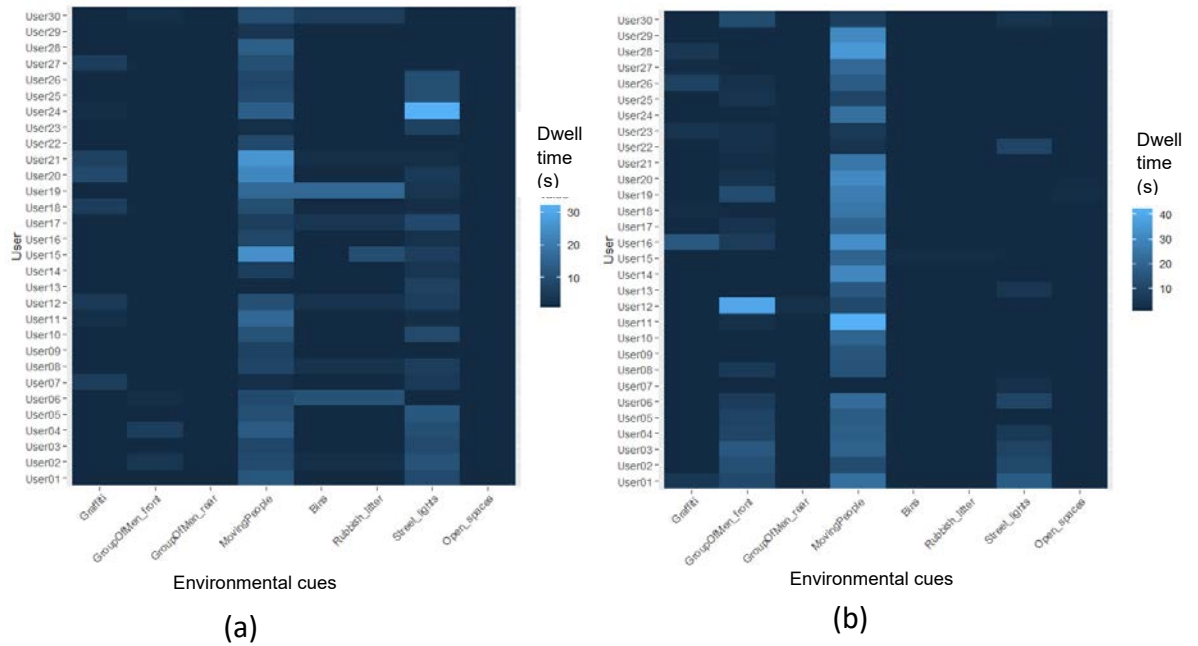 User30
User29
User28
User27
User26
User25
User24
User23
User22
User21
User20
User19
User18
User17
User16
User15
User14
User13
User12
User11
User10
User09
User08
User07
User06
User05
User04
User03
User02
User01
User
Graffiti
GroupOfMen_front
GroupOfMen_rear
MovingPeople
Bins
Rubbish_litter
Street_lights
Open_spaces
Environmental cues
Dwell
time
(s)
30
20
10
(a)
User30
User29
User28
User27
User26
User25
User24
User23
User22
User21
User20
User19
User18
User17
User16
User15
User14
User13
User12
User11
User10
User09
User08
User07
User06
User05
User04
User03
User02
User01
User
Graffiti
GroupOfMen_front
GroupOfMen_rear
MovingPeople
Bins
Rubbish_litter
Street_lights
Open_spaces
Environmental cues
Dwell
time
(s)
40
30
20
10
(b)